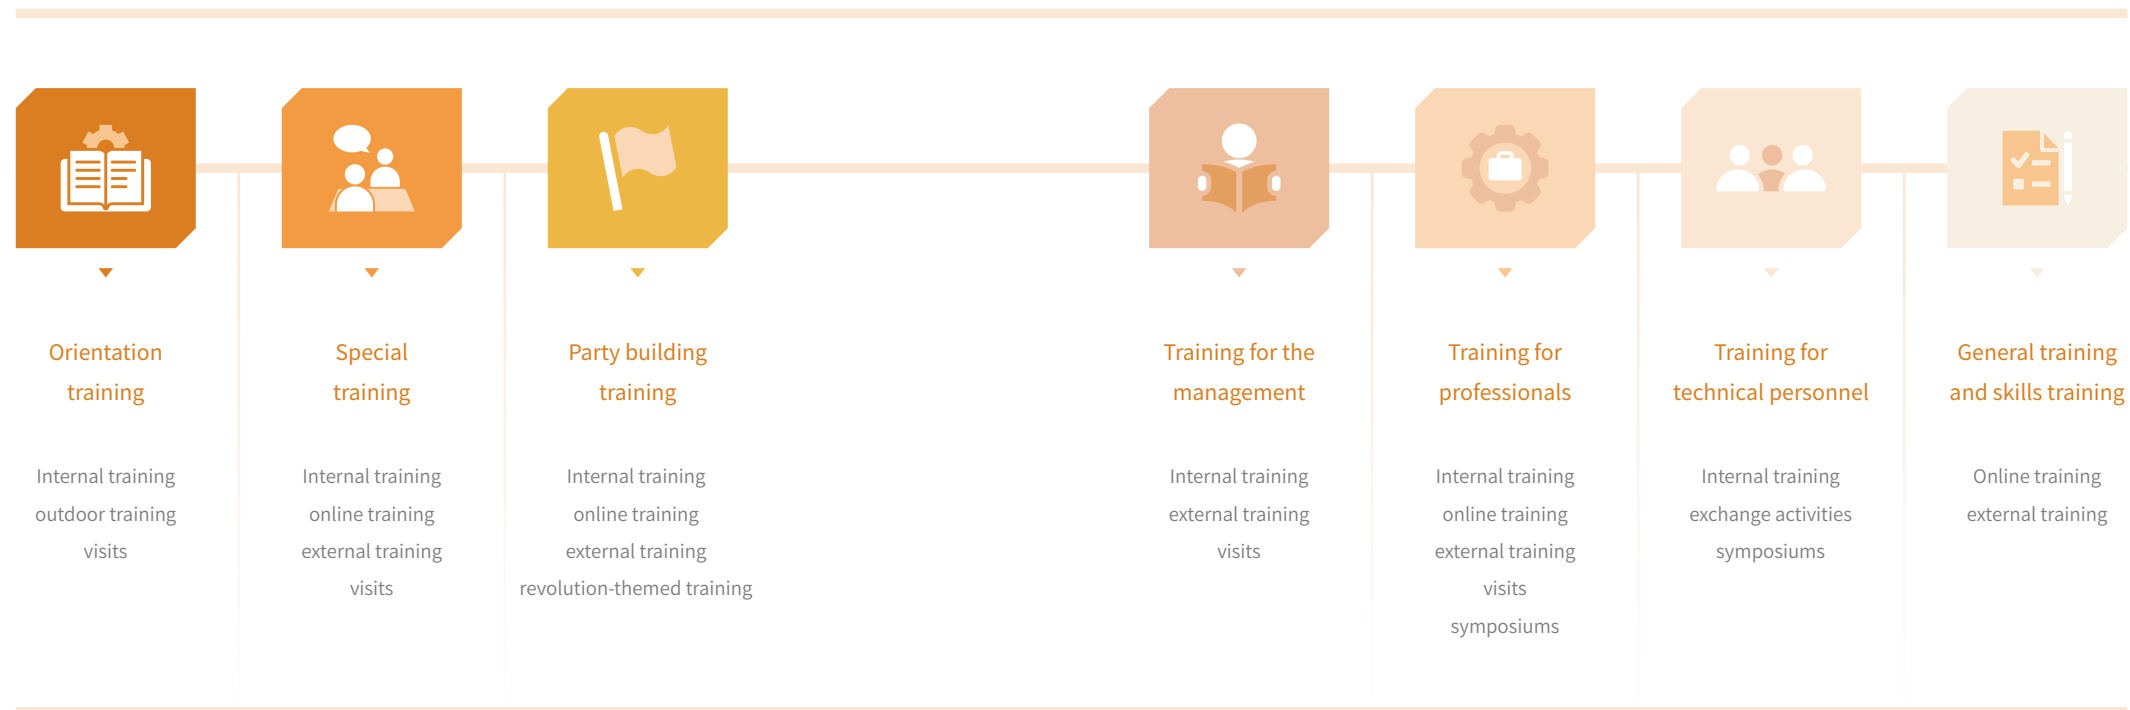 Orientation
training
Internal training
outdoor training
visits
Special
training
Internal training
online training
external training
visits
Party building
training
Internal training
online training
external training
revolution-themed training
Training for the
management
Internal training
external training
visits
Training for
professionals
Internal training
online training
external training
visits
symposiums
Training for
technical personnel
Internal training
exchange activities
symposiums
General training
and skills training
Online training
external training